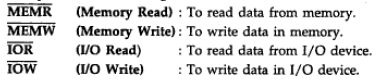 MEMR (Memory Read) : To read data from memory.
MEMW (Memory Write) : To write data in memory.
IOR (I/O Read) : To read data from I/O device.
IOW (I/O Write) : To write data in I/O device.